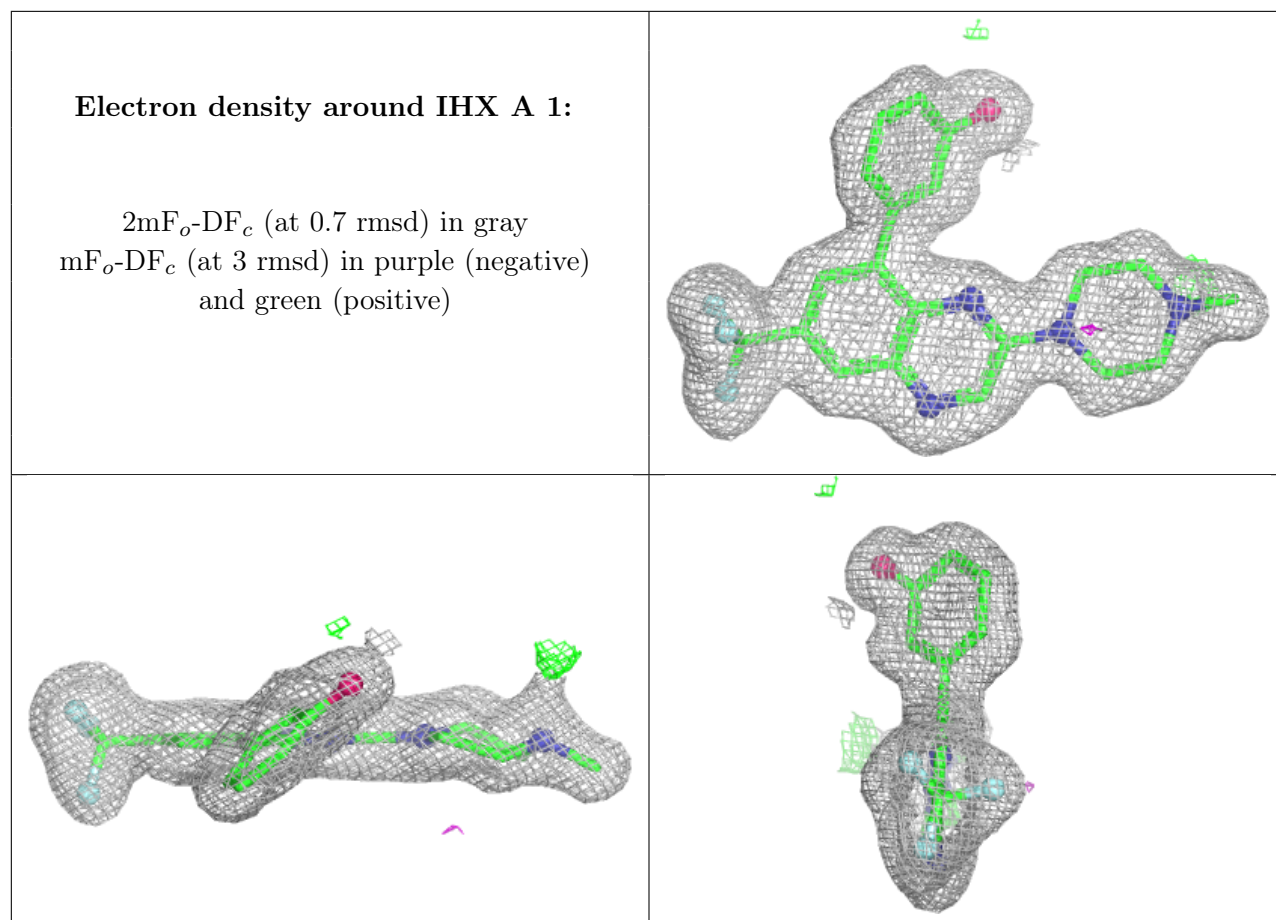 Electron density around IHX A 1:
2mFo-DFc (at 0.7 rmsd) in gray
mFo-DFc (at 3 rmsd) in purple (negative)
and green (positive)